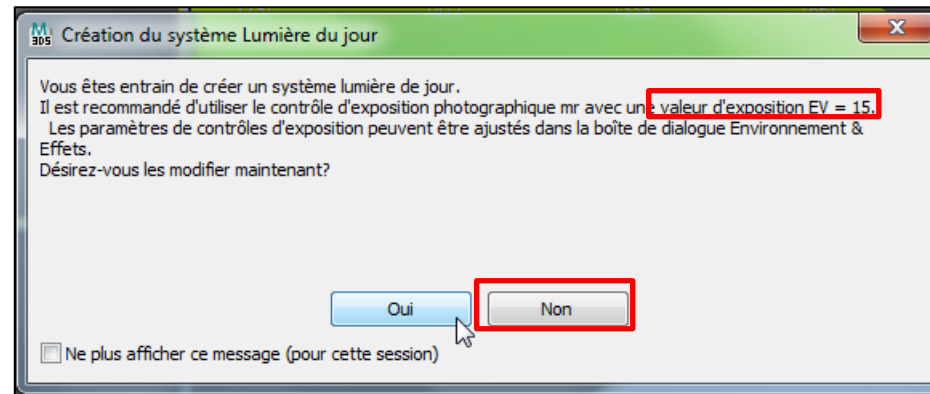 Création du système Lumière du jour
Vous êtes entrain de créer un système lumière de jour.
Il est recommandé d'utiliser le contrôle d'exposition photographique mr avec une valeur d'exposition EV = 15.
Les paramètres de contrôles d'exposition peuvent être ajustés dans la boîte de dialogue Environnement &
Effets.
Désirez-vous les modifier maintenant?
Oui
Non
Ne plus afficher ce message (pour cette session)